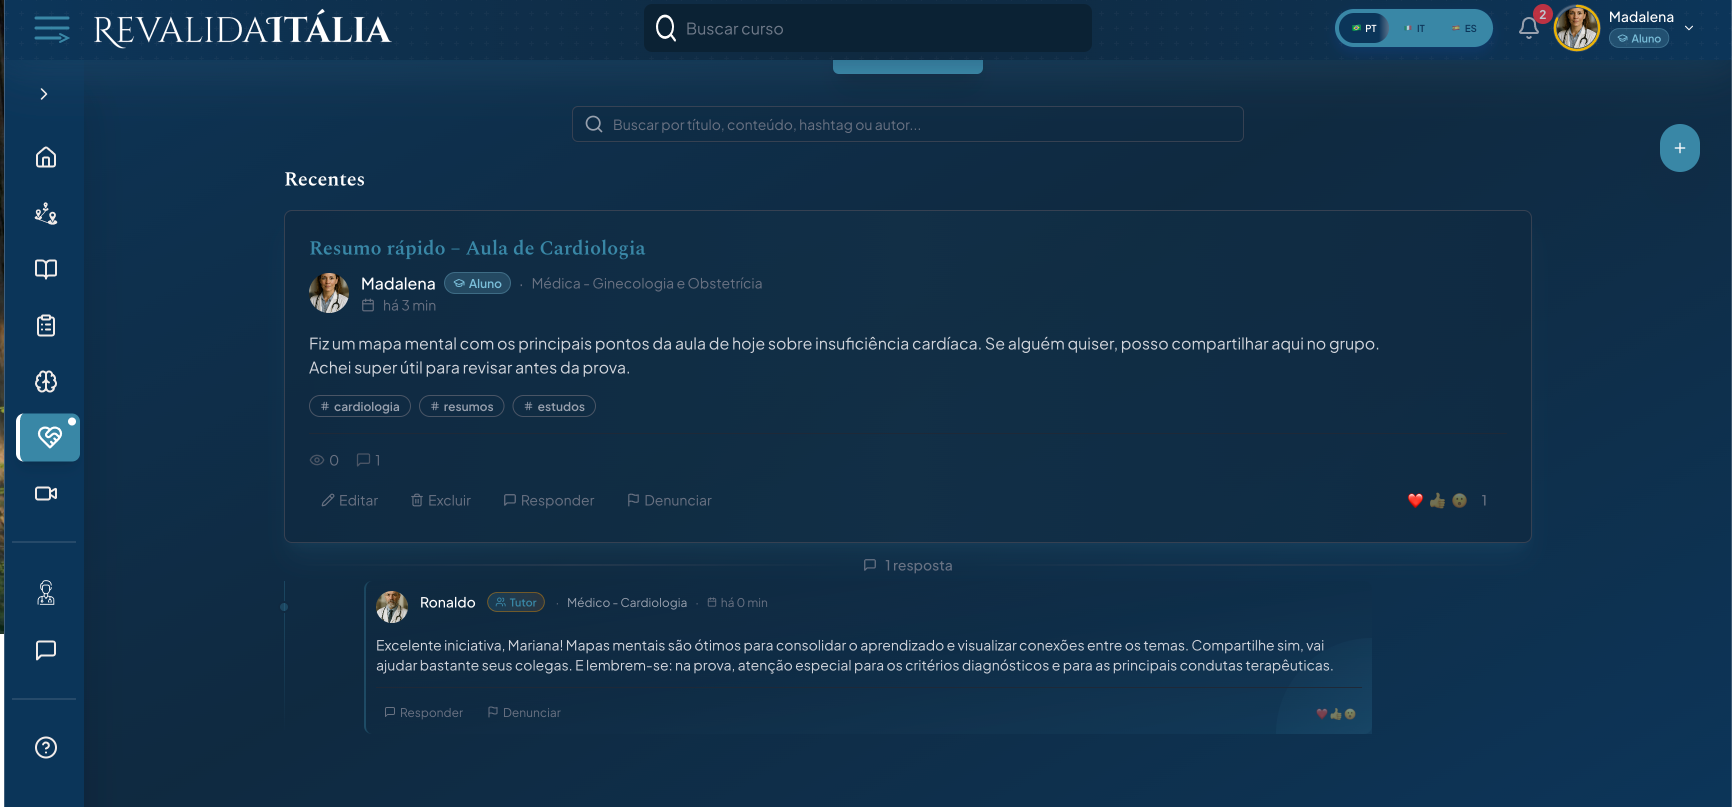 REVALIDAITÁLIA
Buscar curso
PT
IT
ES
2
Madalena
Aluno
Buscar por título, conteúdo, hashtag ou autor...
+
Recentes
Resumo rápido – Aula de Cardiologia
Madalena Aluno · Médica - Ginecologia e Obstetrícia
há 3 min
Fiz um mapa mental com os principais pontos da aula de hoje sobre insuficiência cardíaca. Se alguém quiser, posso compartilhar aqui no grupo.
Achei super útil para revisar antes da prova.
# cardiologia # resumos # estudos
0 1
Editar Excluir Responder Denunciar 1
1 resposta
Ronaldo Tutor · Médico - Cardiologia · há 0 min
Excelente iniciativa, Mariana! Mapas mentais são ótimos para consolidar o aprendizado e visualizar conexões entre os temas. Compartilhe sim, vai
ajudar bastante seus colegas. E lembrem-se: na prova, atenção especial para os critérios diagnósticos e para as principais condutas terapêuticas.
Responder Denunciar